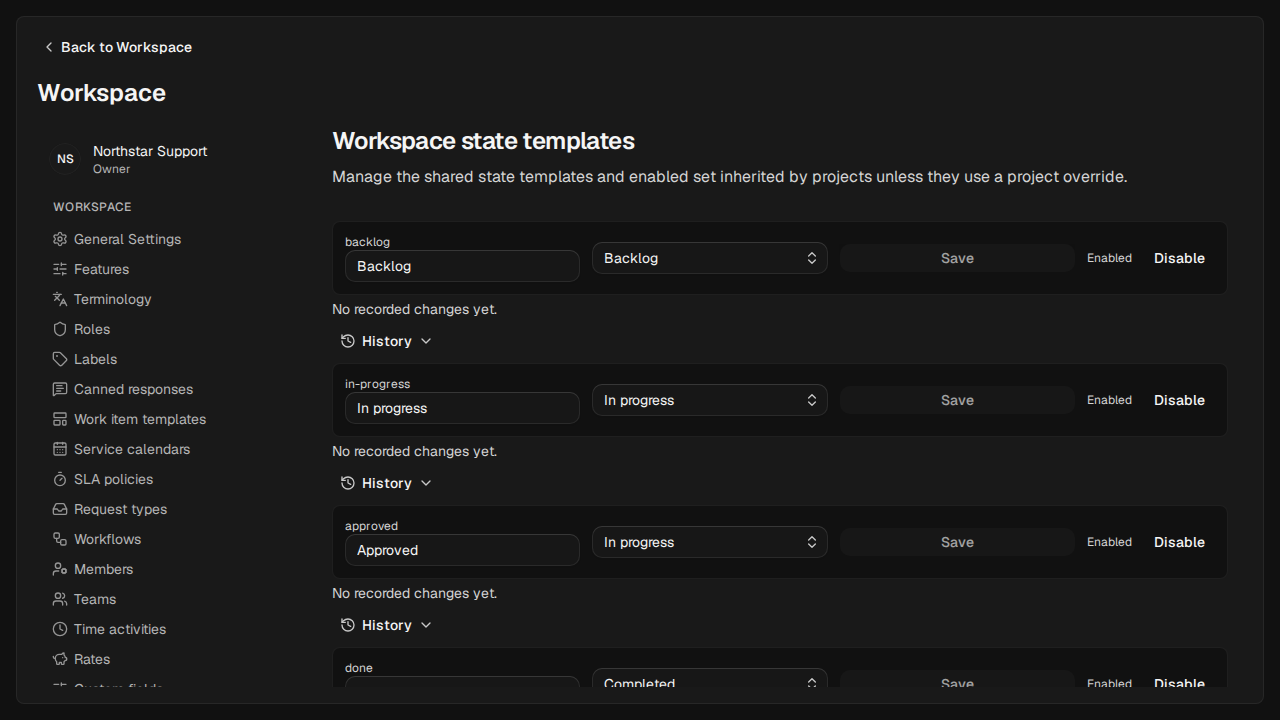 Back to Workspace
Workspace
NS
Northstar Support
Owner
WORKSPACE
General Settings
Features
Terminology
Roles
Labels
Canned responses
Work item templates
Service calendars
SLA policies
Request types
Workflows
Members
Teams
Time activities
Rates
Custom fields
Workspace state templates
Manage the shared state templates and enabled set inherited by projects unless they use a project override.
backlog
Backlog Backlog Save Enabled Disable
No recorded changes yet.
History
in-progress
In progress In progress Save Enabled Disable
No recorded changes yet.
History
approved
Approved In progress Save Enabled Disable
No recorded changes yet.
History
done
Completed Save Enabled Disable